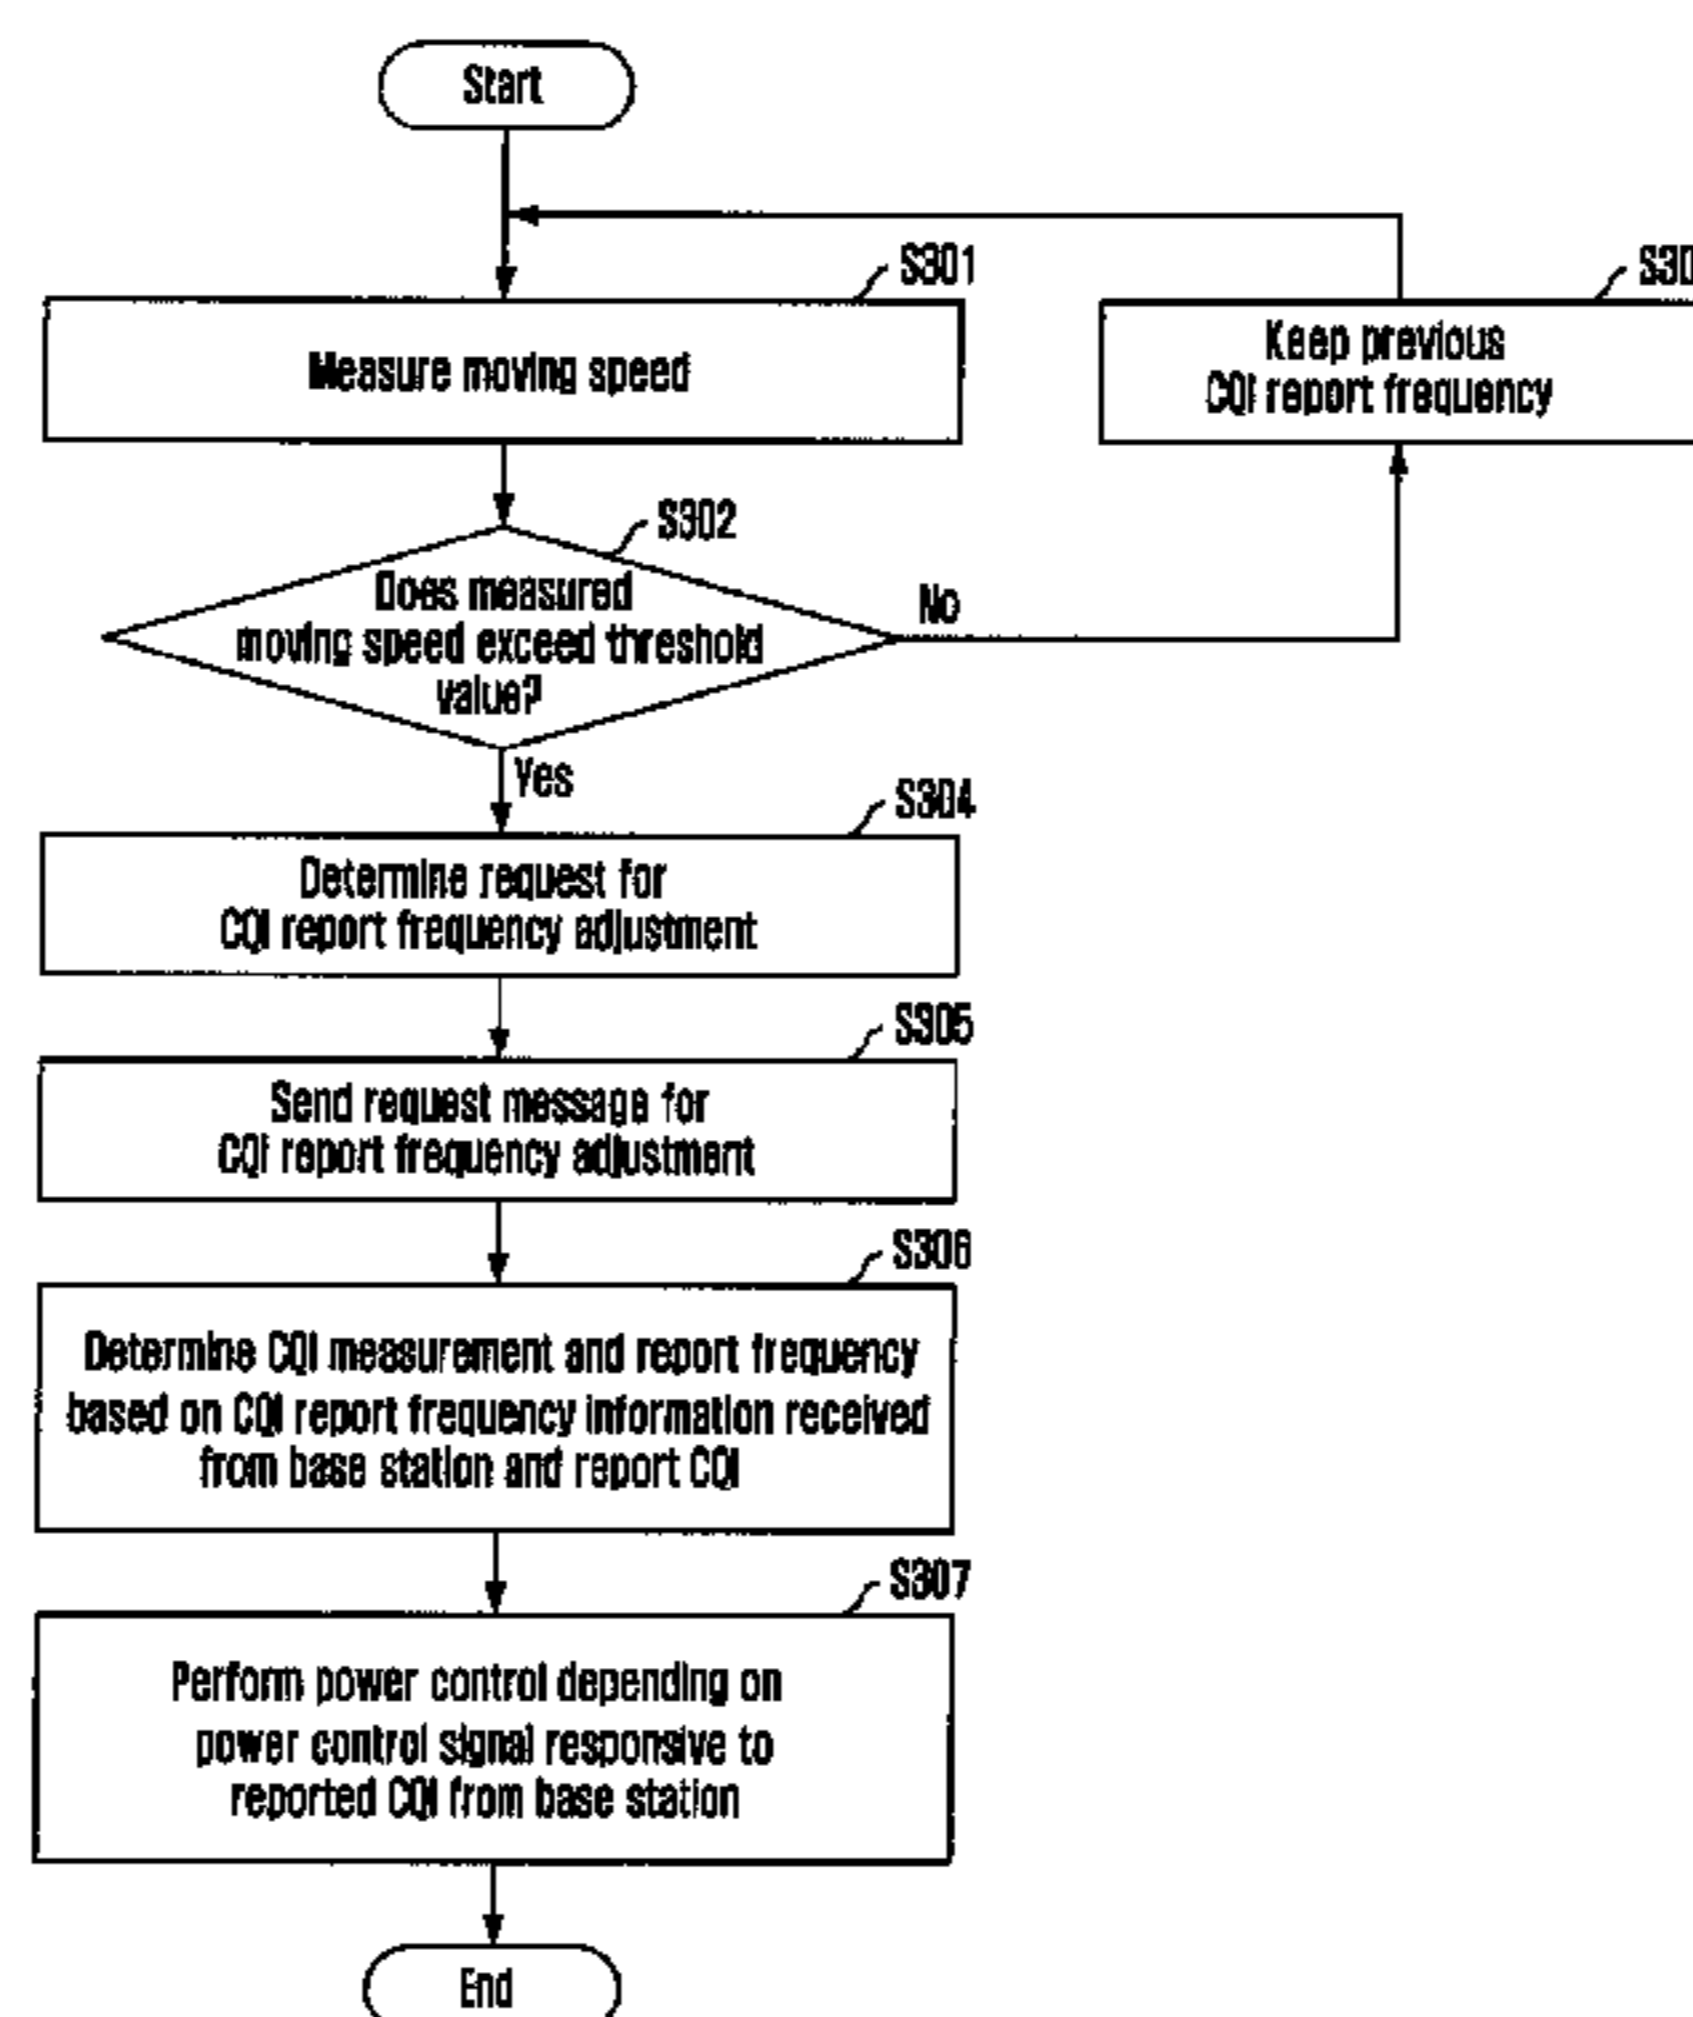 Start
S301
Measure moving speed
S30
Keep previous
CQI report frequency
S302
Does measured
moving speed exceed threshold
value?
No
Yes
S304
Determine request for
CQI report frequency adjustment
S305
Send request message for
CQI report frequency adjustment
S306
Determine CQI measurement and report frequency
based on CQI report frequency information received
from base station and report CQI
S307
Perform power control depending on
power control signal responsive to
reported CQI from base station
End